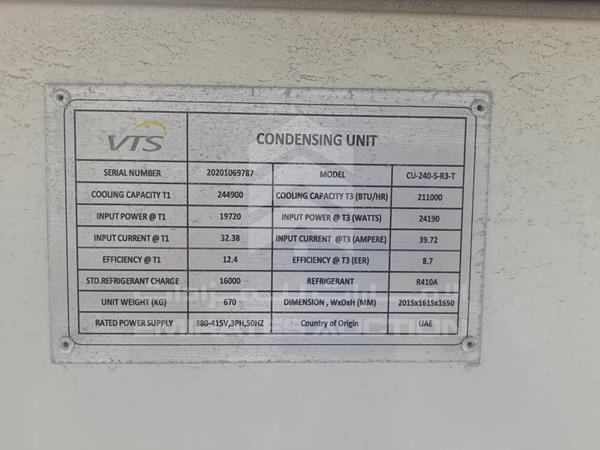 VTS CONDENSING UNIT
SERIAL NUMBER 20201069787 MODEL CU-240-S-R3-T
COOLING CAPACITY T1 244900 COOLING CAPACITY T3 (BTU/HR) 211000
INPUT POWER @ T1 19720 INPUT POWER @ T3 (WATTS) 24190
INPUT CURRENT @ T1 32.38 INPUT CURRENT @T3 (AMPERE) 39.72
EFFICIENCY @ T1 12.4 EFFICIENCY @ T3 (EER) 8.7
STD.REFRIGERANT CHARGE 16000 REFRIGERANT R410A
UNIT WEIGHT (KG) 670 DIMENSION , WxDxH (MM) 2015x1615x1650
RATED POWER SUPPLY 380-415V,3PH,50HZ Country of Origin UAE
EMIRATES AUCTION